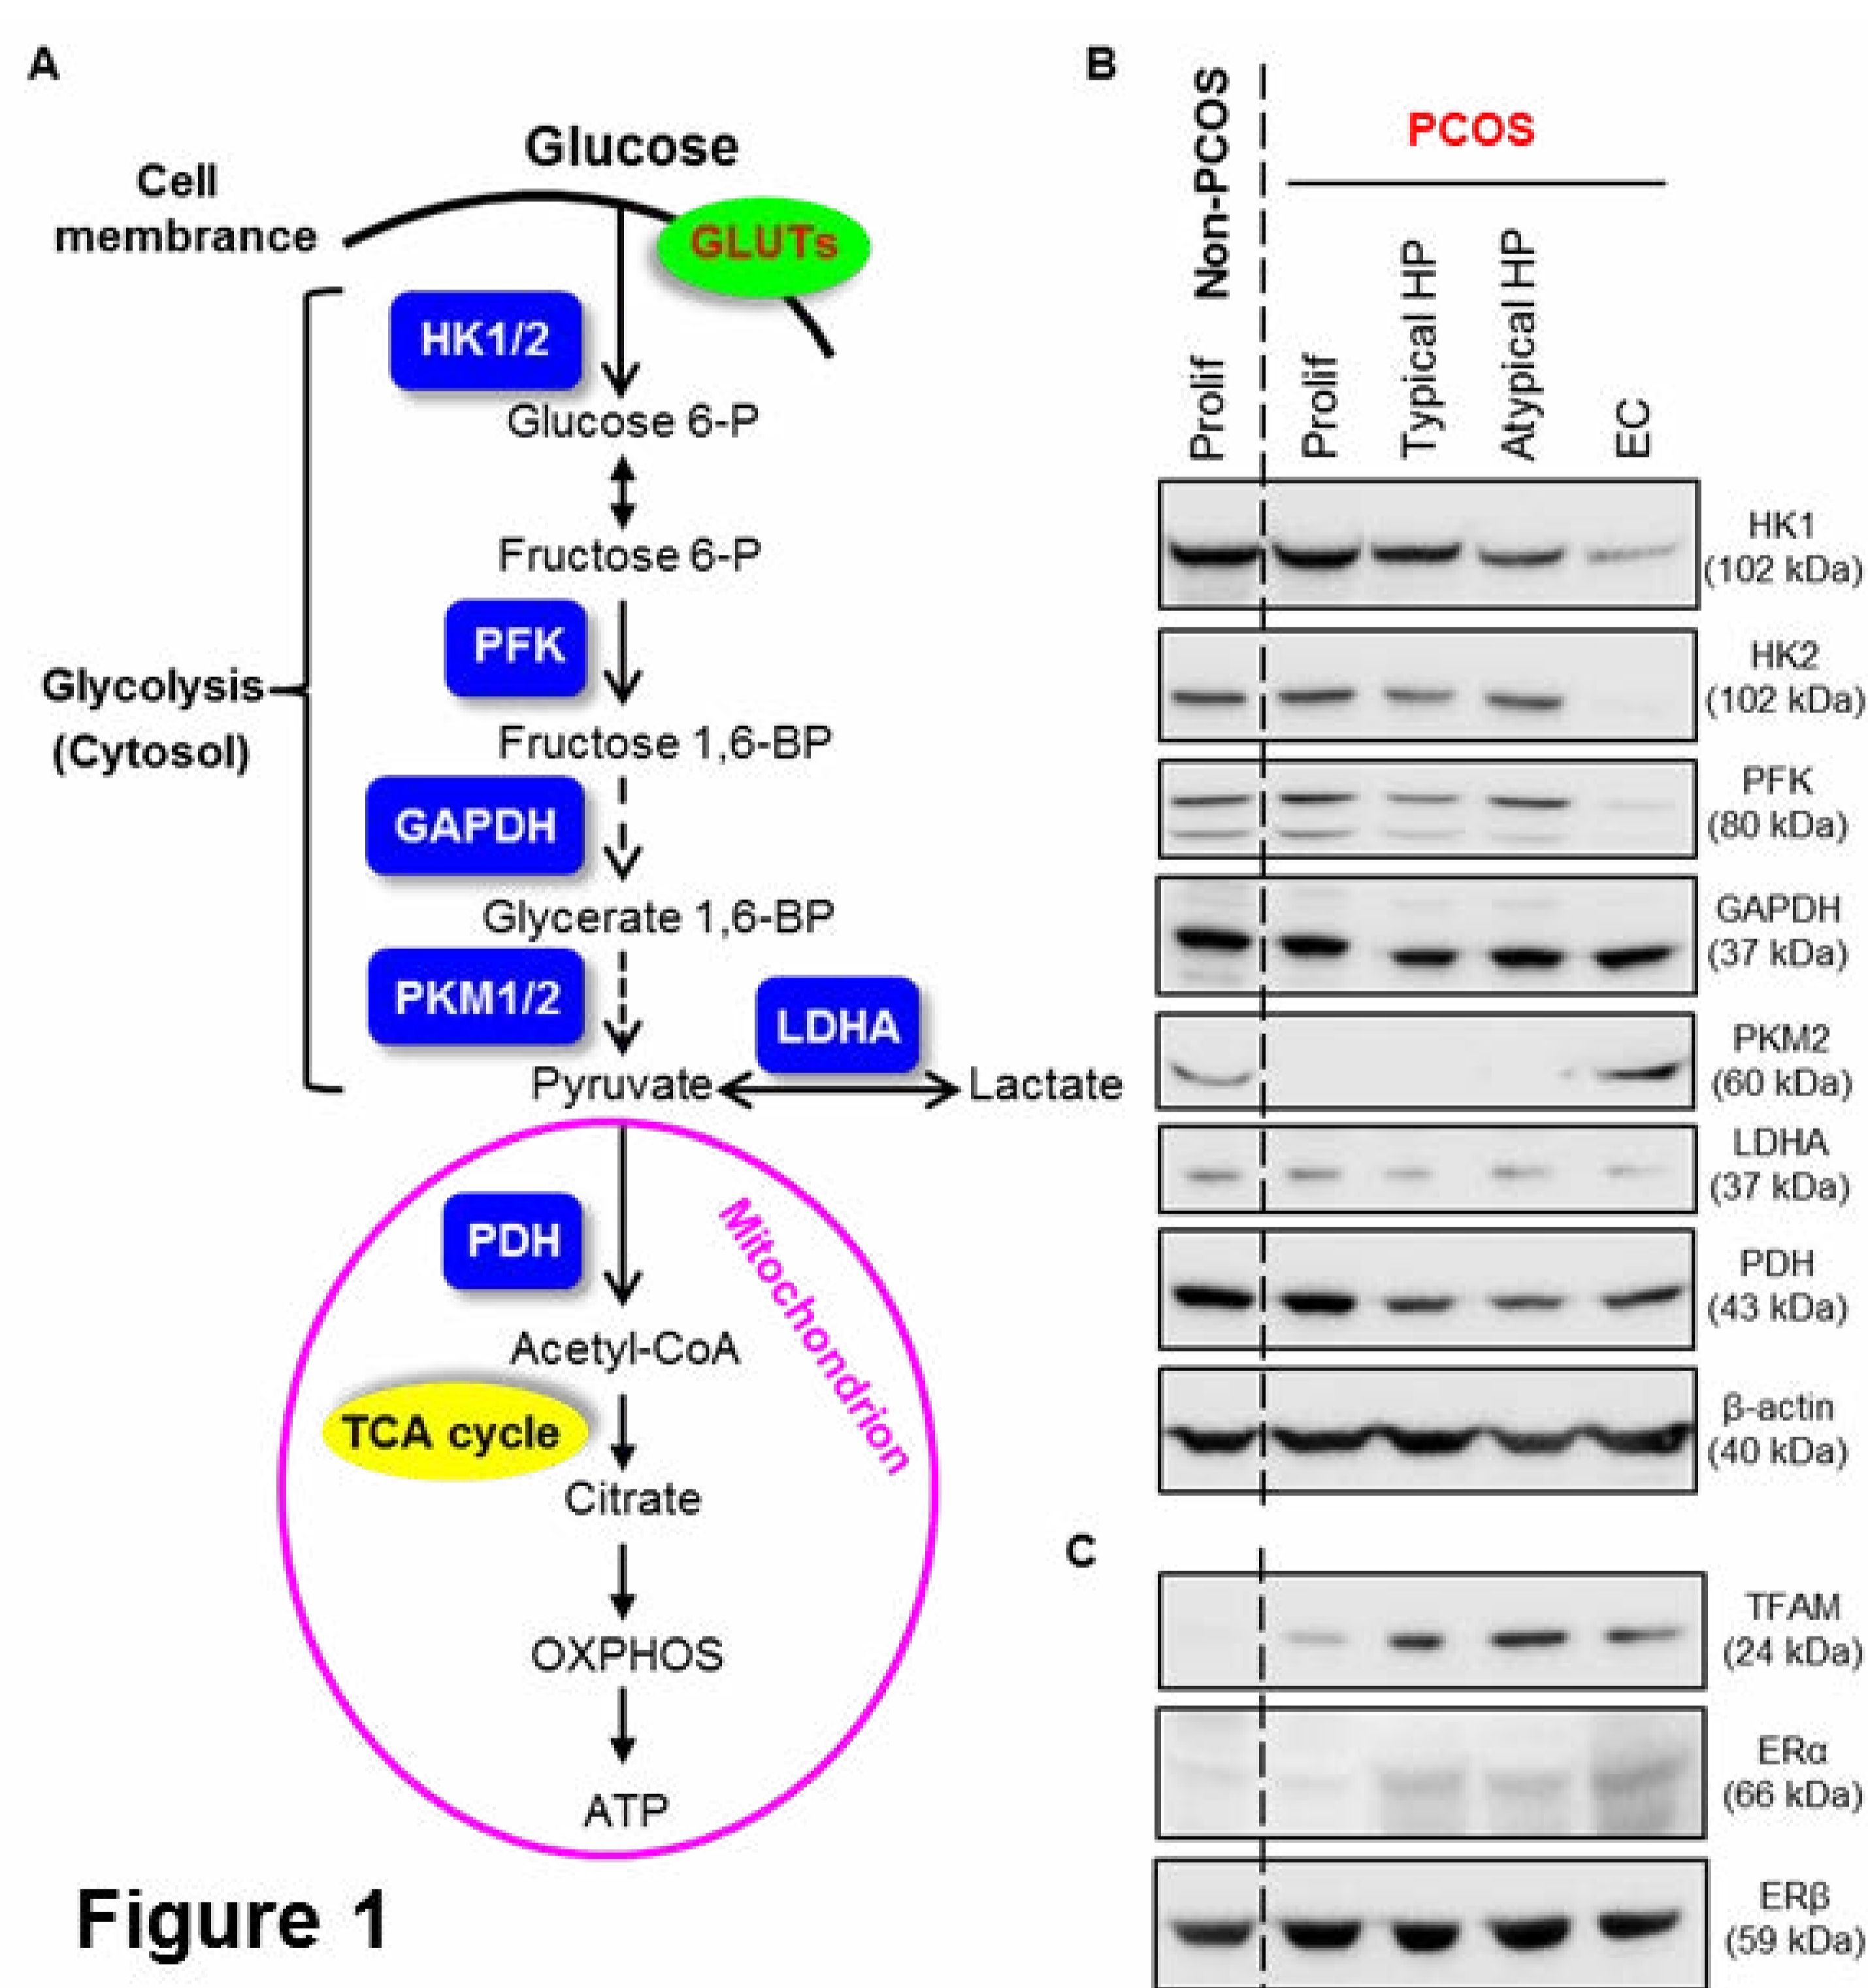 A
Glucose
Cell
membrance
GLUTs
HK1/2
Glucose 6-P
Fructose 6-P
PFK
Glycolysis
(Cytosol)
Fructose 1,6-BP
GAPDH
Glycerate 1,6-BP
PKM1/2
LDHA
Pyruvate
Lactate
PDH
Mitochondrion
Acetyl-CoA
TCA cycle
Citrate
OXPHOS
ATP
Figure 1
B
Non-PCOS
PCOS
Prolif
Prolif
Typical HP
Atypical HP
EC
HK1
(102 kDa)
HK2
(102 kDa)
PFK
(80 kDa)
GAPDH
(37 kDa)
PKM2
(60 kDa)
LDHA
(37 kDa)
PDH
(43 kDa)
β-actin
(40 kDa)
C
TFAM
(24 kDa)
ERα
(66 kDa)
ERβ
(59 kDa)